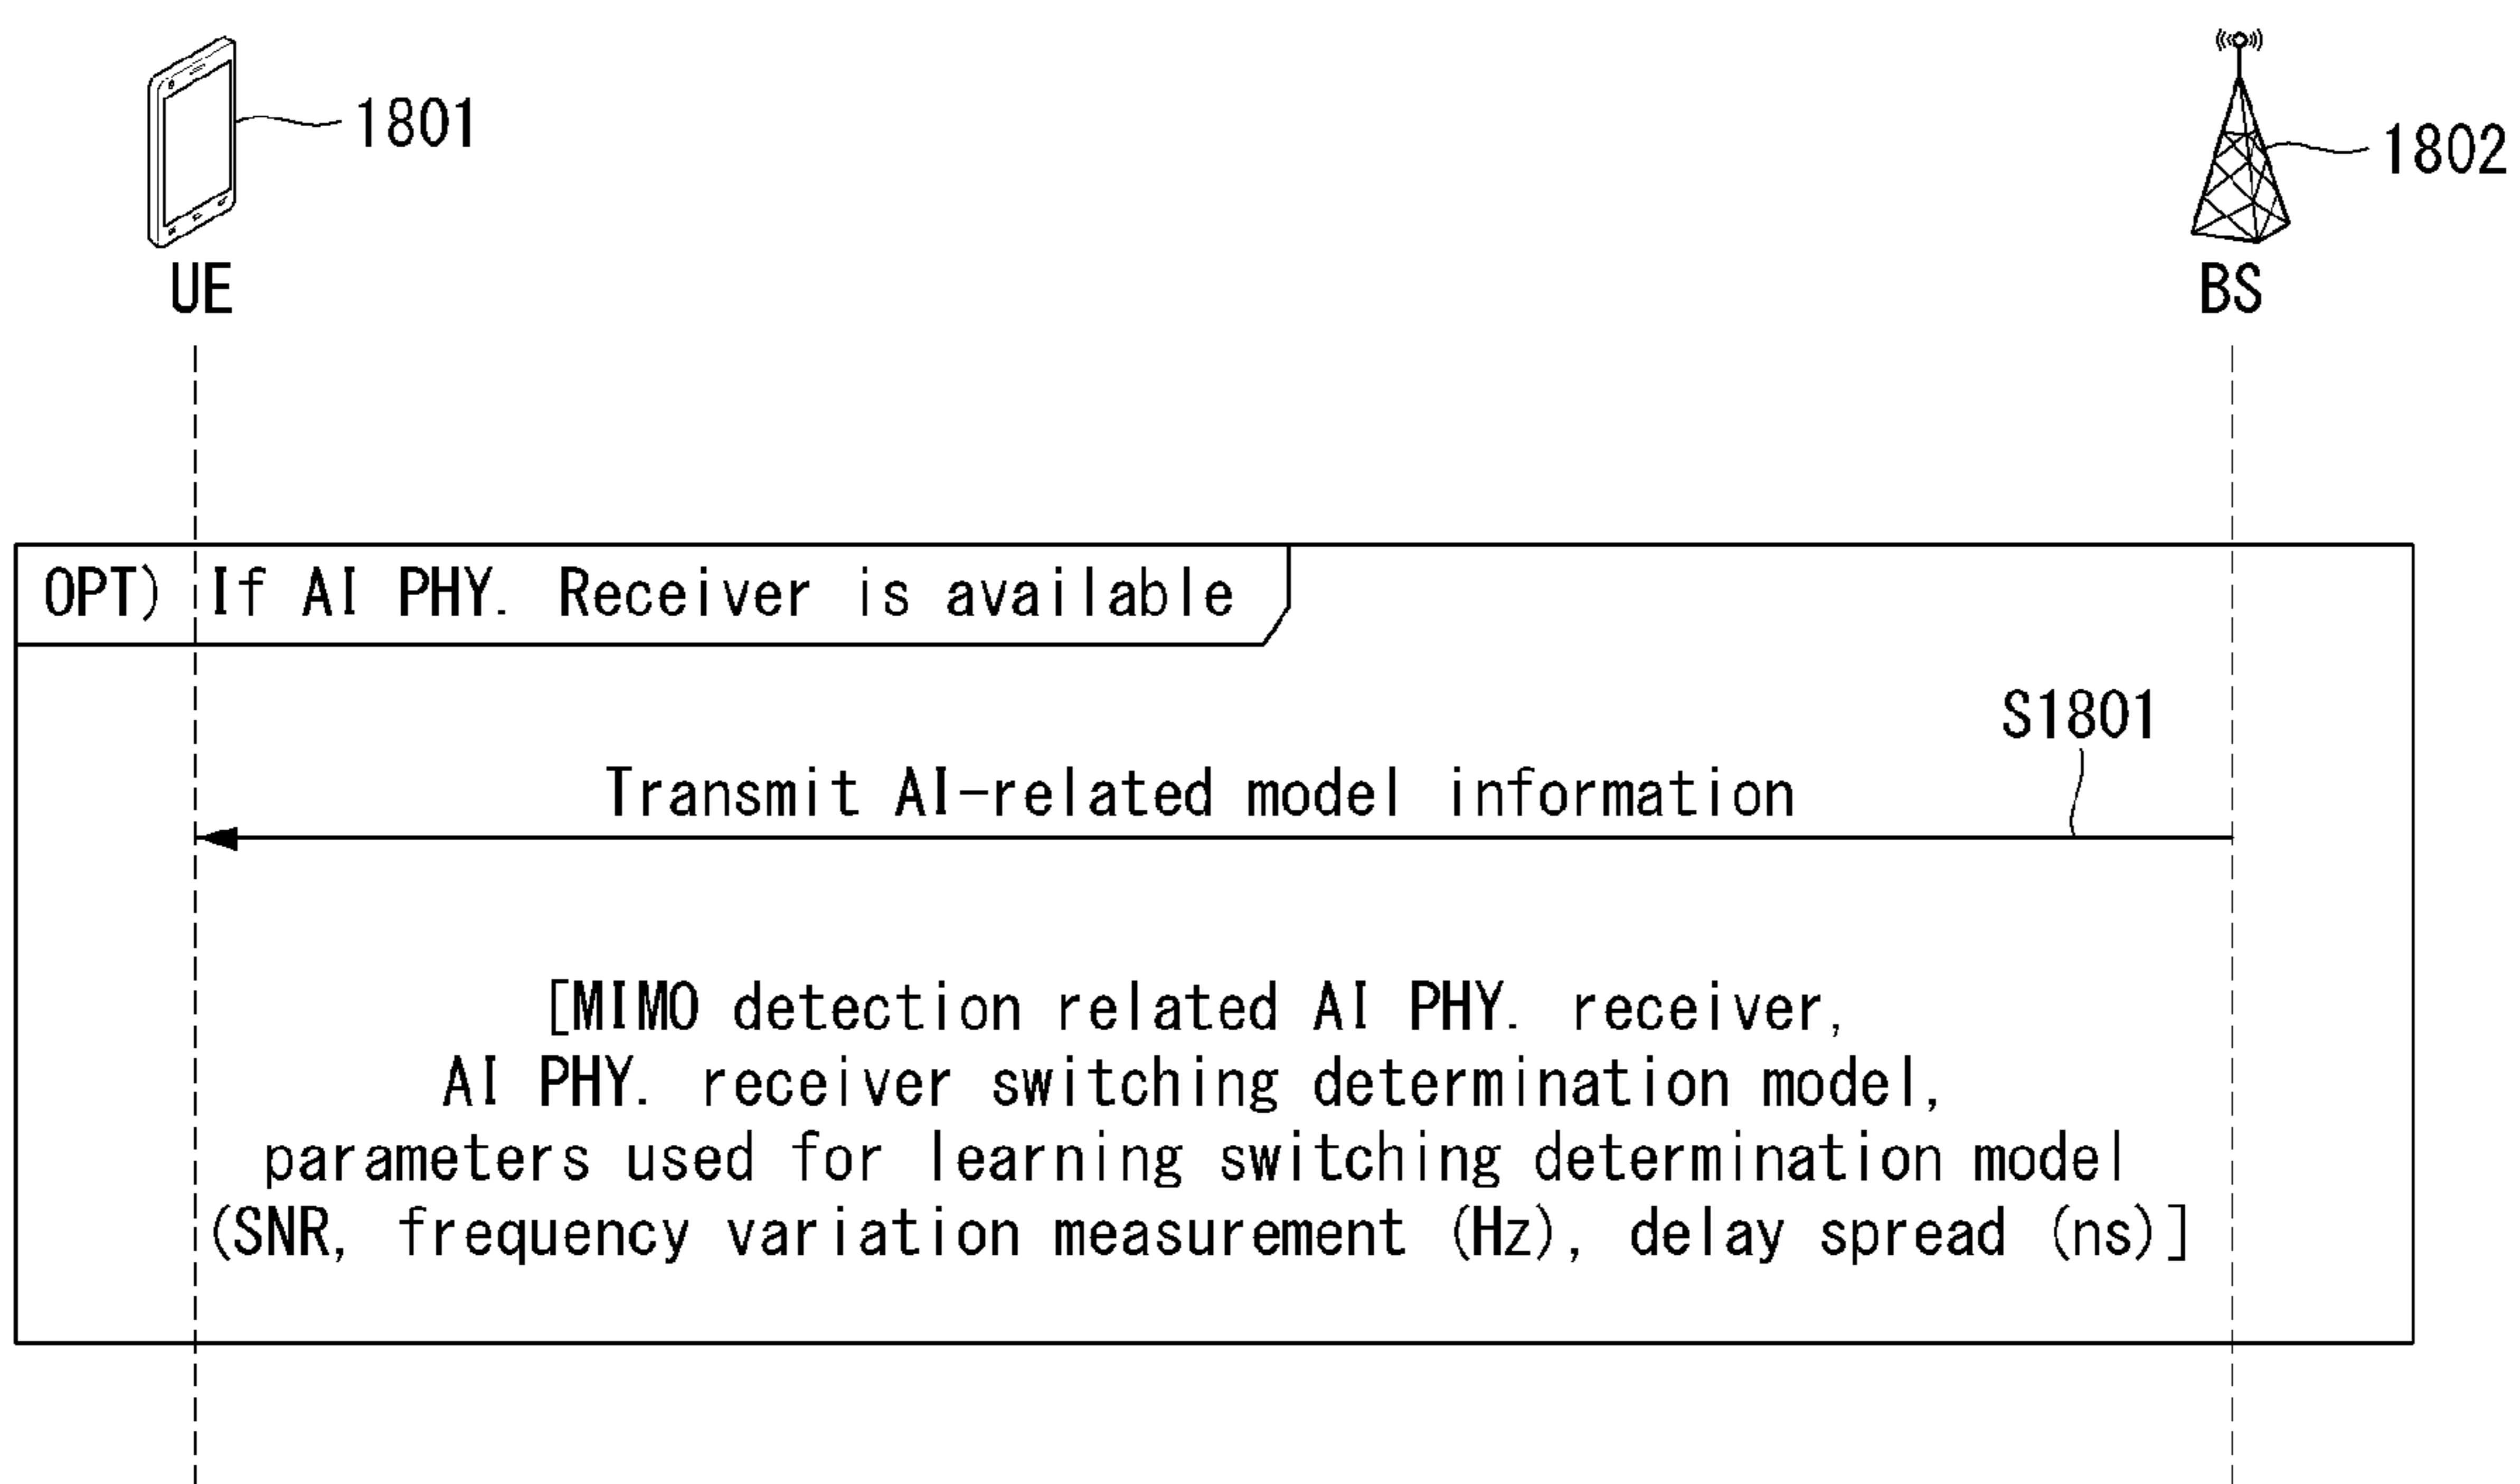 1801
1802
UE
BS
OPT) If AI PHY. Receiver is available
S1801
Transmit AI-related model information
[MIMO detection related AI PHY. receiver,
AI PHY. receiver switching determination model,
parameters used for learning switching determination model
(SNR, frequency variation measurement (Hz), delay spread (ns)]